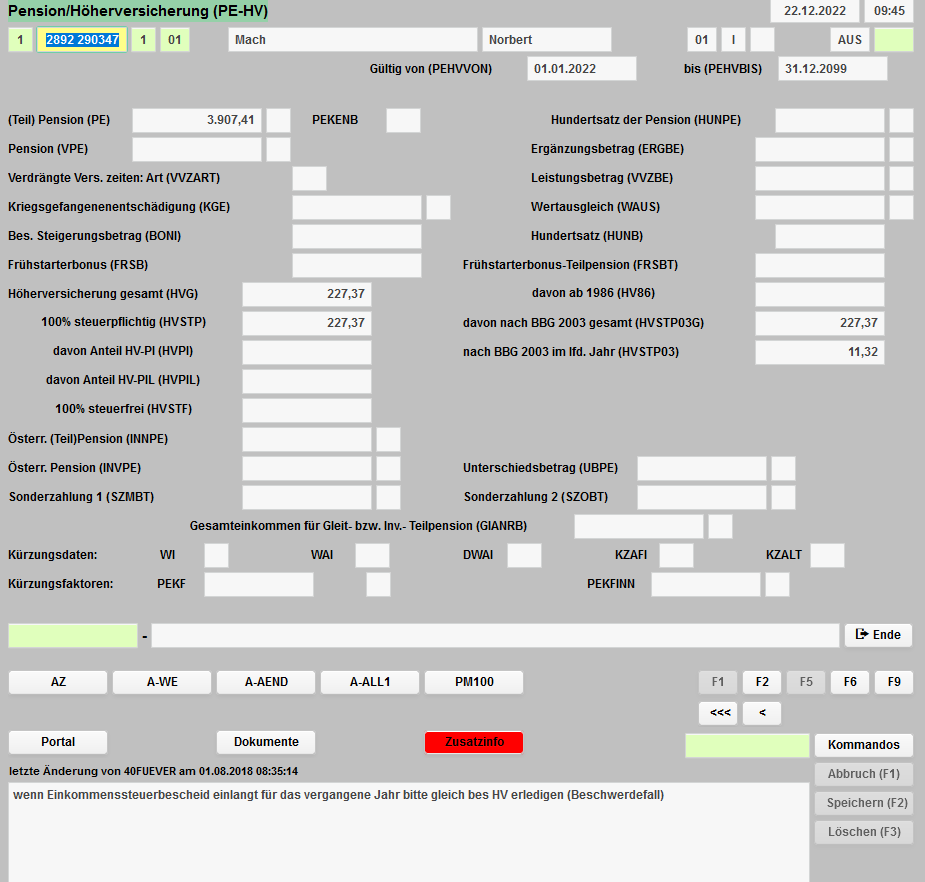 Pension/Höherversicherung (PE-HV) 22.12.2022 09:45
1 2892 290347 1 01 Mach Norbert 01 I AUS
Gültig von (PEHVVON) 01.01.2022 bis (PEHVBIS) 31.12.2099
(Teil) Pension (PE) 3.907,41 PEKENB Hundertsatz der Pension (HUNPE)
Pension (VPE) Ergänzungsbetrag (ERGBE)
Verdrängte Vers. zeiten: Art (VVZART) Leistungsbetrag (VVZBE)
Kriegsgefangenenentschädigung (KGE) Wertausgleich (WAUS)
Bes. Steigerungsbetrag (BONI) Hundertsatz (HUNB)
Frühstarterbonus (FRSB) Frühstarterbonus-Teilpension (FRSBT)
Höherversicherung gesamt (HVG) 227,37 davon ab 1986 (HV86)
100% steuerpflichtig (HVSTP) 227,37 davon nach BBG 2003 gesamt (HVSTP03G) 227,37
davon Anteil HV-PI (HVPI) nach BBG 2003 im lfd. Jahr (HVSTP03) 11,32
davon Anteil HV-PIL (HVPIL)
100% steuerfrei (HVSTF)
Österr. (Teil)Pension (INNPE)
Österr. Pension (INVPE) Unterschiedsbetrag (UBPE)
Sonderzahlung 1 (SZMBT) Sonderzahlung 2 (SZOBT)
Gesamteinkommen für Gleit- bzw. Inv.- Teilpension (GIANRB)
Kürzungsdaten: WI WAI DWAI KZAFI KZALT
Kürzungsfaktoren: PEKF PEKFINN
- Ende
AZ A-WE A-AEND A-ALL1 PM100 F1 F2 F5 F6 F9
<<< <
Portal Dokumente Zusatzinfo Kommandos
letzte Änderung von 40FUEVER am 01.08.2018 08:35:14 Abbruch (F1)
wenn Einkommenssteuerbescheid einlangt für das vergangene Jahr bitte gleich bes HV erledigen (Beschwerdefall) Speichern (F2)
Löschen (F3)